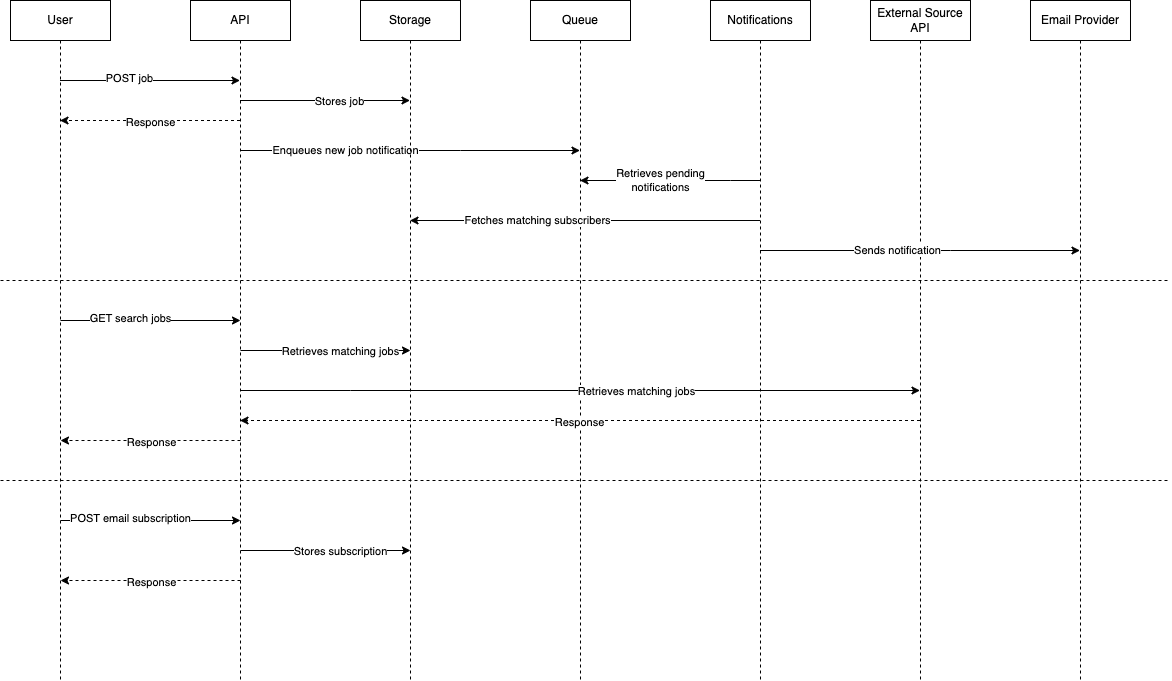 User
API
Storage
Queue
Notifications
External Source
API
Email Provider
POST job
Stores job
Response
Enqueues new job notification
Retrieves pending
notifications
Fetches matching subscribers
Sends notification
GET search jobs
Retrieves matching jobs
Retrieves matching jobs
Response
Response
POST email subscription
Stores subscription
Response